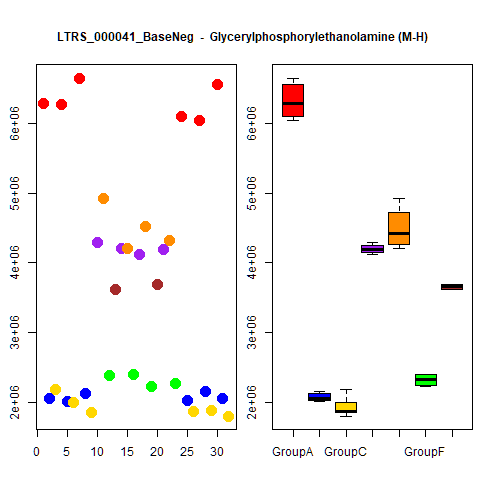 LTRS_000041_BaseNeg - Glycerylphosphorylethanolamine (M-H)
6e+06
5e+06
4e+06
3e+06
2e+06
0 5 10 15 20 25 30
6e+06
5e+06
4e+06
3e+06
2e+06
GroupA GroupC GroupF